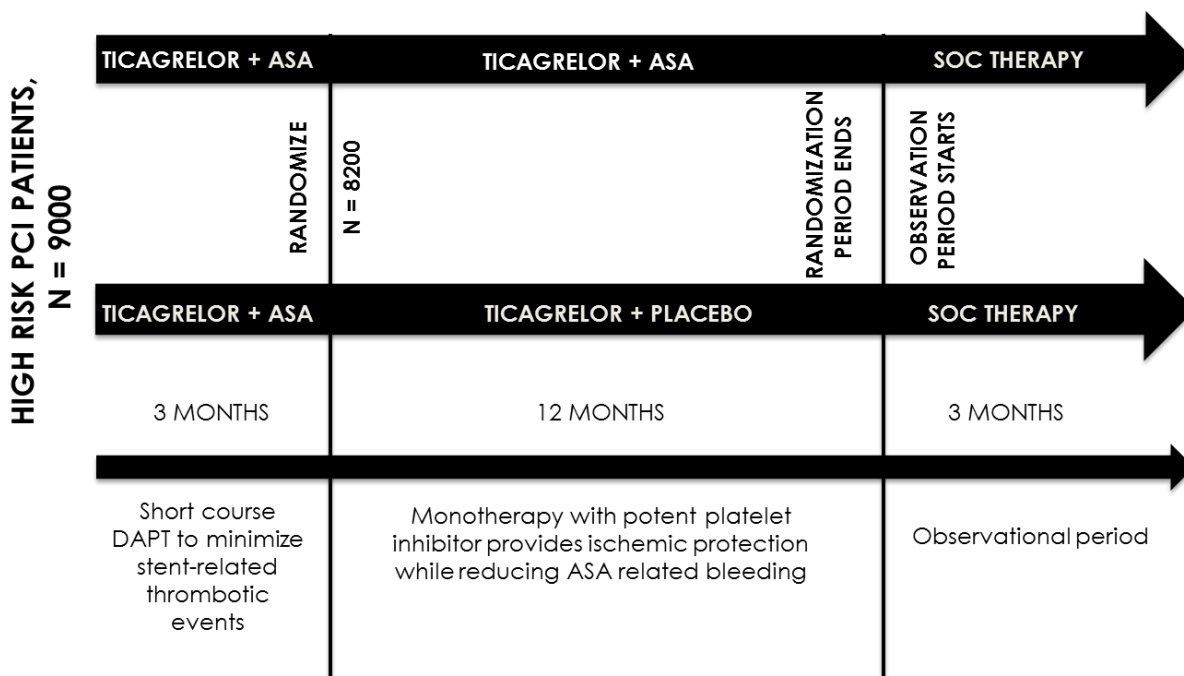 HIGH RISK PCI PATIENTS,
N = 9000
TICAGRELOR + ASA
TICAGRELOR + ASA
SOC THERAPY
RANDOMIZE
N = 8200
RANDOMIZATION
PERIOD ENDS
OBSERVATION
PERIOD STARTS
TICAGRELOR + ASA
TICAGRELOR + PLACEBO
SOC THERAPY
3 MONTHS
12 MONTHS
3 MONTHS
Short course
DAPT to minimize
stent-related
thrombotic
events
Monotherapy with potent platelet
inhibitor provides ischemic protection
while reducing ASA related bleeding
Observational period